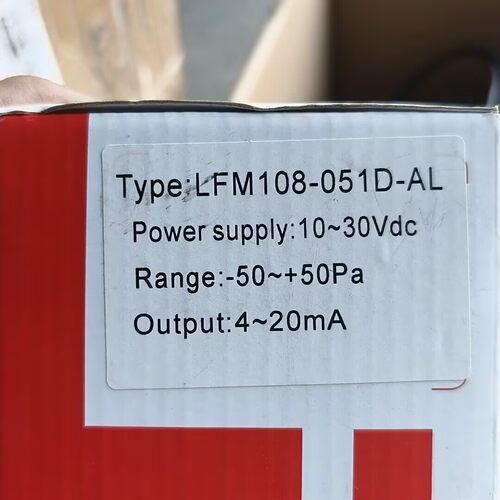 Type:LFM108-051D-AL
Power supply:10~30Vdc
Range:-50~+50Pa
Output:4~20mA